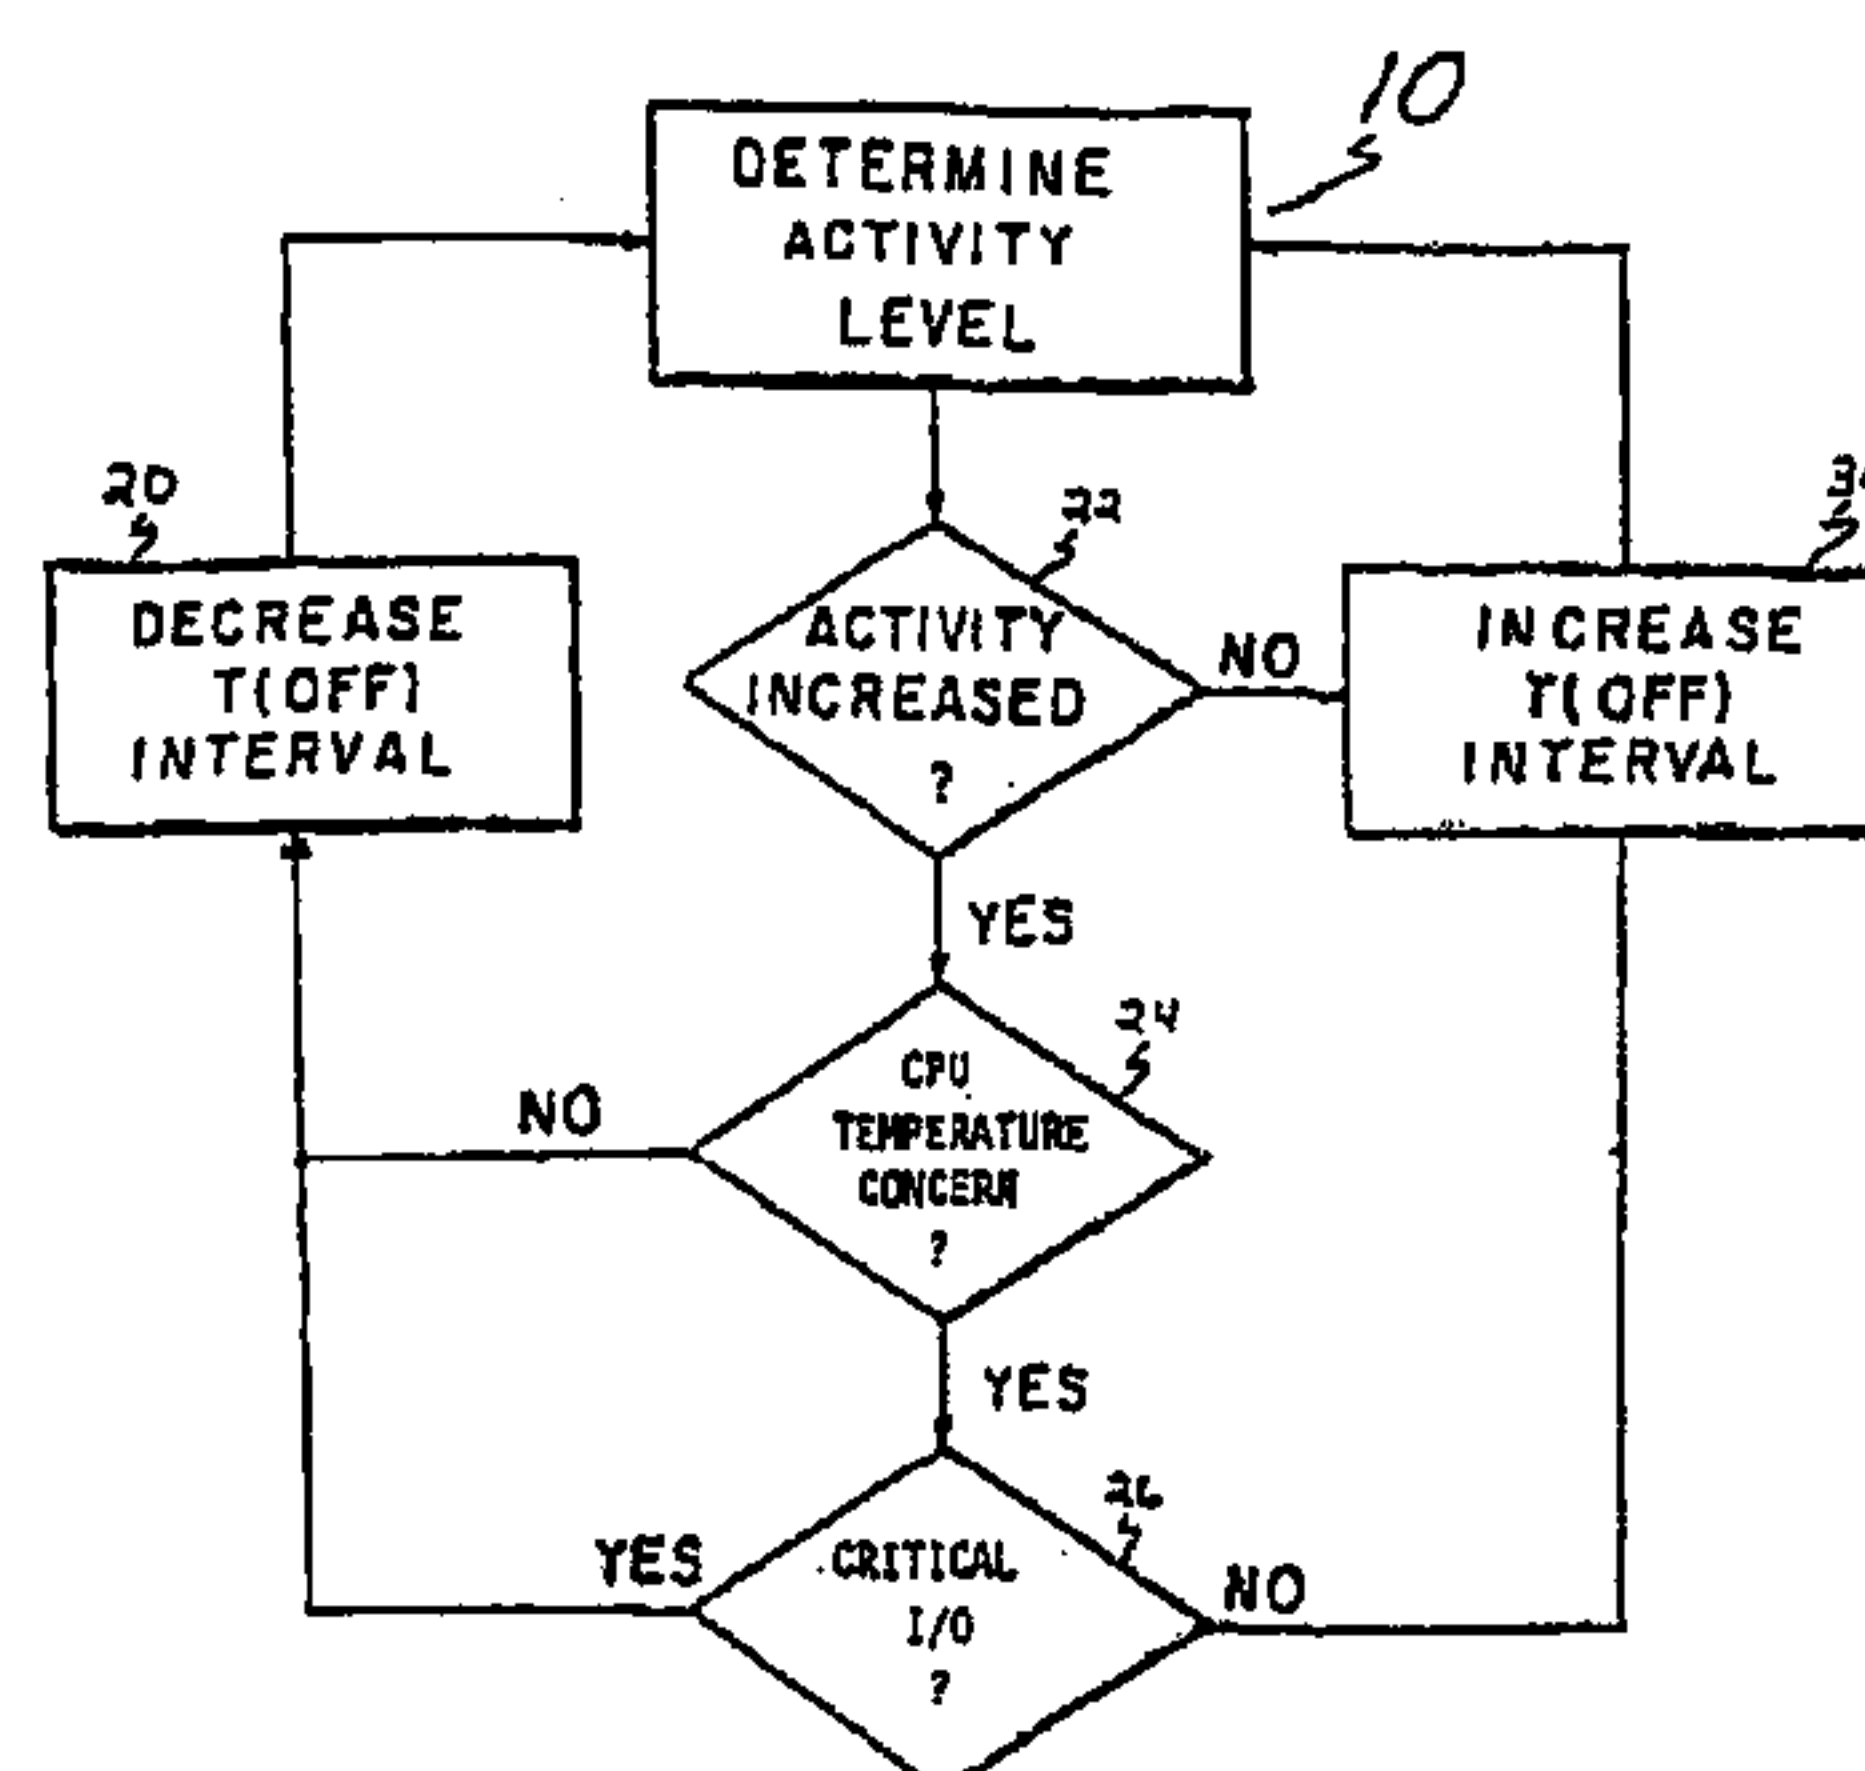 10
DETERMINE
ACTIVITY
LEVEL
20
22
DECREASE
T(OFF)
INTERVAL
ACTIVITY
INCREASED
?
NO
INCREASE
T(OFF)
INTERVAL
YES
24
CPU
TEMPERATURE
CONCERN
?
NO
YES
26
CRITICAL
I/O
?
YES
NO